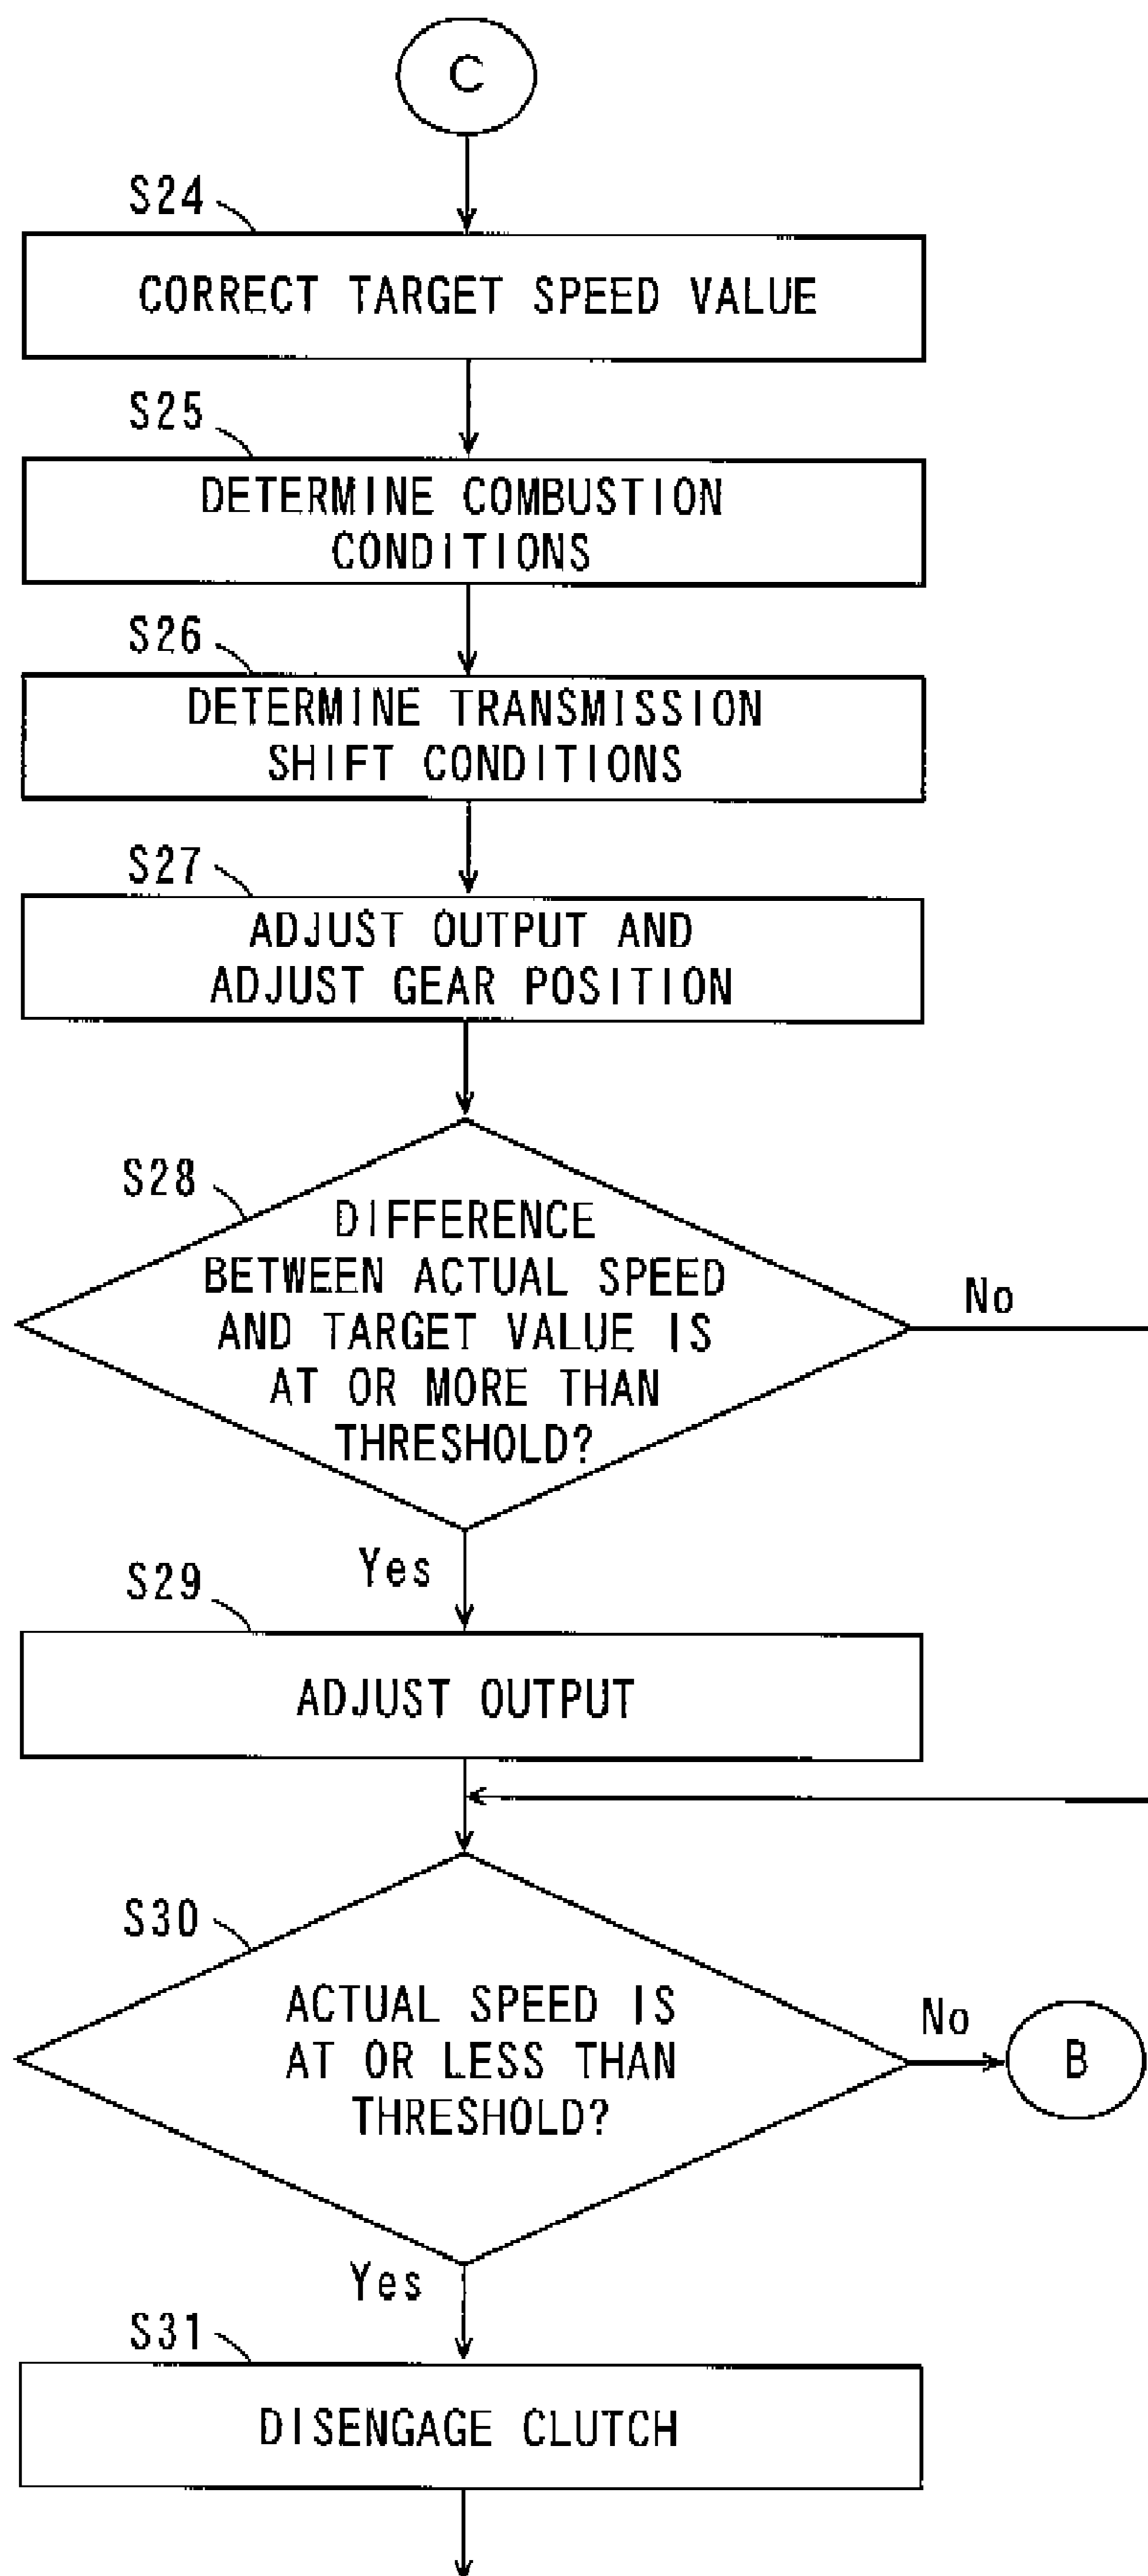 C
S24
CORRECT TARGET SPEED VALUE
S25
DETERMINE COMBUSTION
CONDITIONS
S26
DETERMINE TRANSMISSION
SHIFT CONDITIONS
S27
ADJUST OUTPUT AND
ADJUST GEAR POSITION
S28
DIFFERENCE
BETWEEN ACTUAL SPEED
AND TARGET VALUE IS
AT OR MORE THAN
THRESHOLD?
No
Yes
S29
ADJUST OUTPUT
S30
ACTUAL SPEED IS
AT OR LESS THAN
THRESHOLD?
No
B
Yes
S31
DISENGAGE CLUTCH